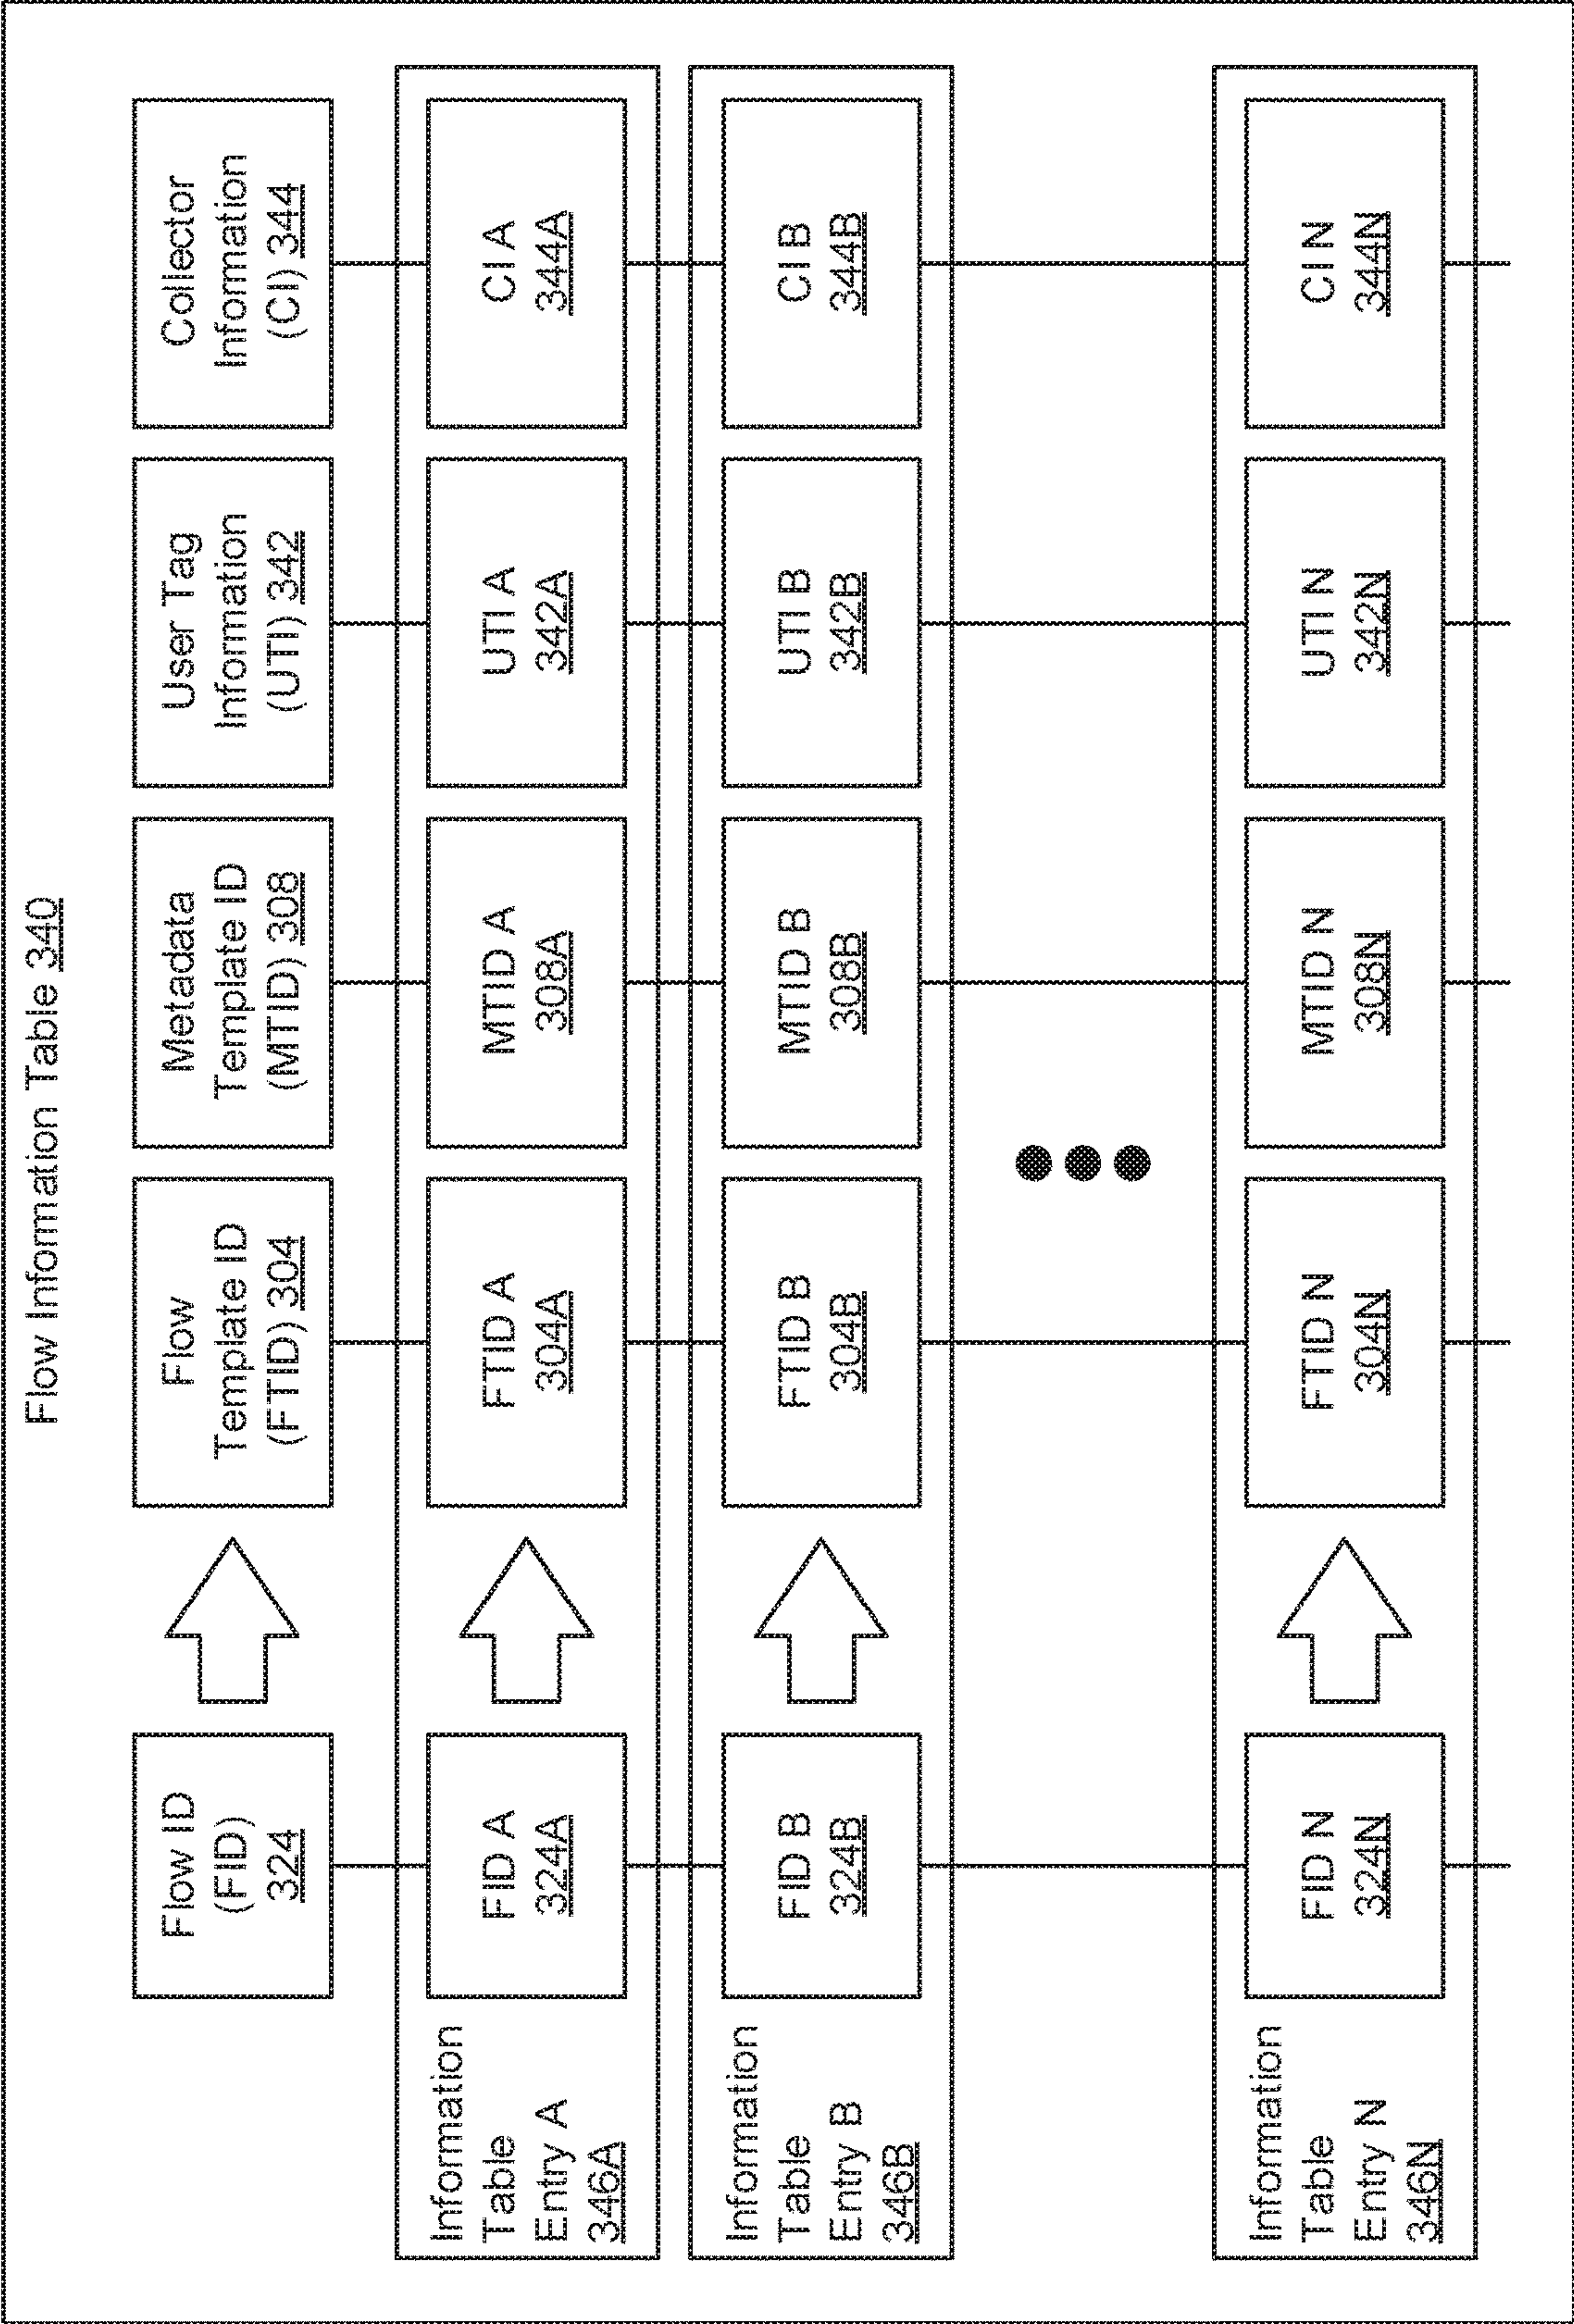 Flow Information Table 340
Flow ID
(FID)
324
Flow
Template ID
(FTID) 304
Metadata
Template ID
(MTID) 308
User Tag
Information
(UTI) 342
Collector
Information
(CI) 344
Information
Table
Entry A
346A
FID A
324A
FTID A
304A
MTID A
308A
UTI A
342A
CI A
344A
Information
Table
Entry B
346B
FID B
324B
FTID B
304B
MTID B
308B
UTI B
342B
CI B
344B
Information
Table
Entry N
346N
FID N
324N
FTID N
304N
MTID N
308N
UTI N
342N
CI N
344N